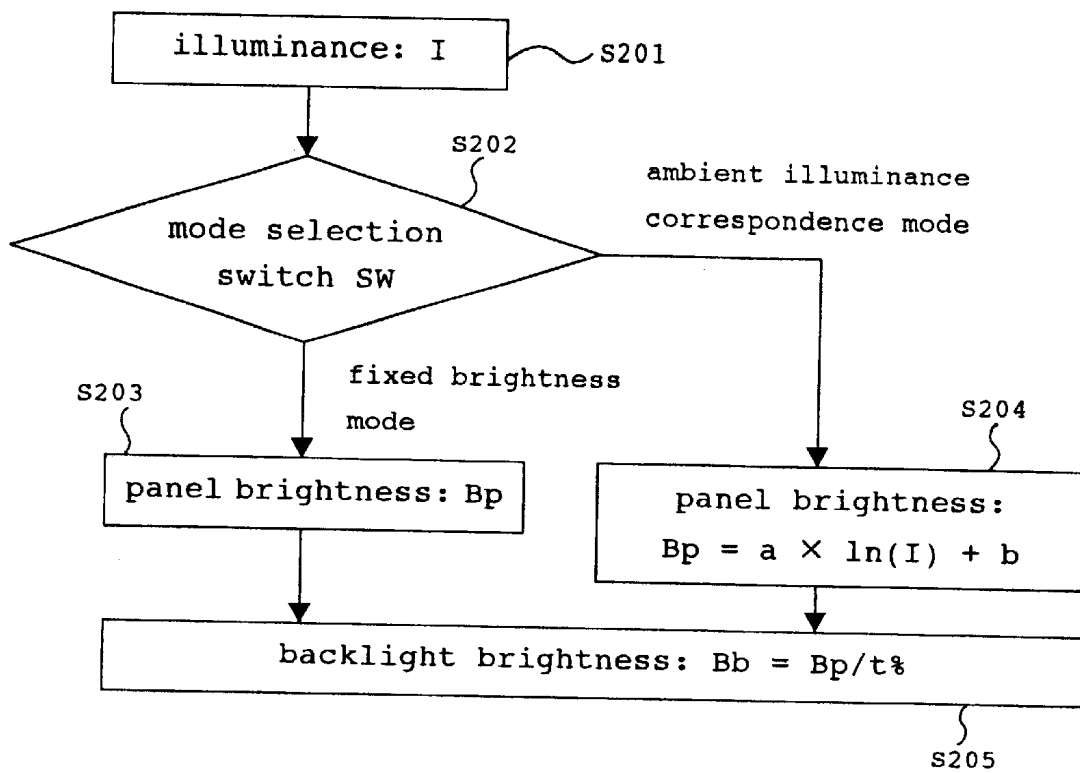 illuminance: I
S201
S202
ambient illuminance
correspondence mode
mode selection
switch SW
fixed brightness
mode
S203
S204
panel brightness: Bp
panel brightness:
Bp = a × ln(I) + b
backlight brightness: Bb = Bp/t%
S205